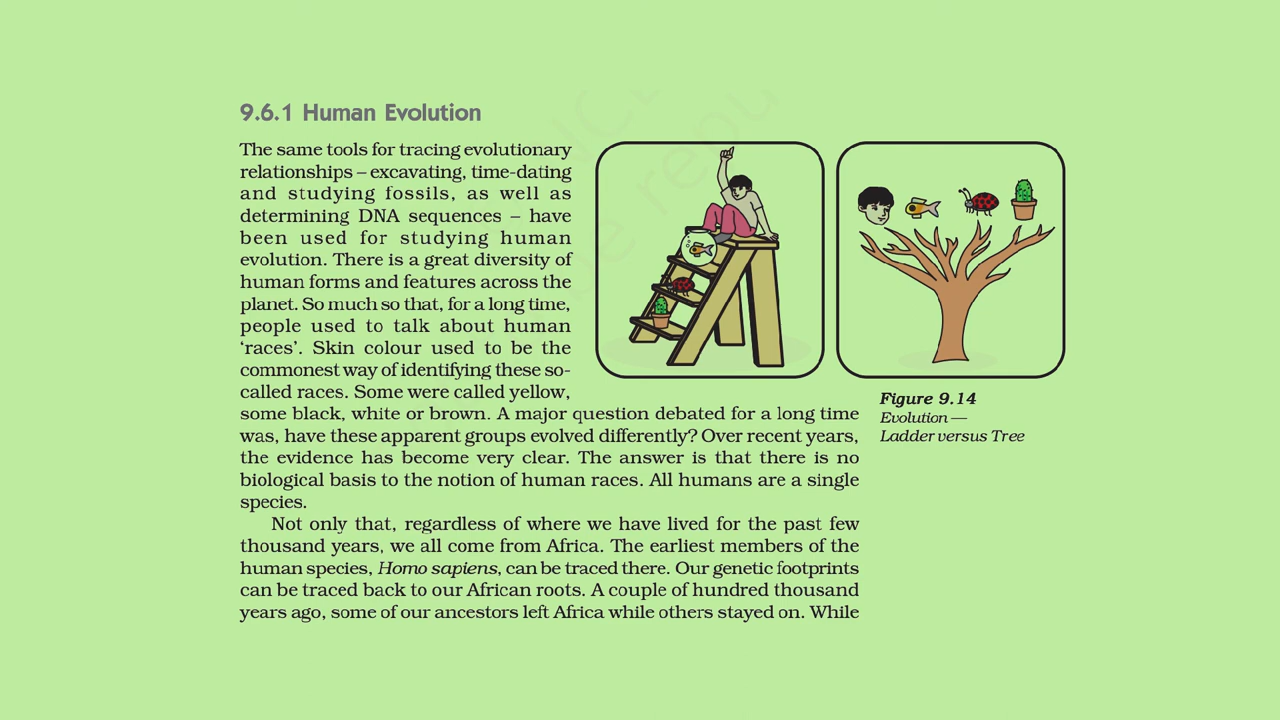 9.6.1 Human Evolution
The same tools for tracing evolutionary
relationships – excavating, time-dating
and studying fossils, as well as
determining DNA sequences – have
been used for studying human
evolution. There is a great diversity of
human forms and features across the
planet. So much so that, for a long time,
people used to talk about human
‘races’. Skin colour used to be the
commonest way of identifying these so-
called races. Some were called yellow,
some black, white or brown. A major question debated for a long time
was, have these apparent groups evolved differently? Over recent years,
the evidence has become very clear. The answer is that there is no
biological basis to the notion of human races. All humans are a single
species.
Not only that, regardless of where we have lived for the past few
thousand years, we all come from Africa. The earliest members of the
human species, Homo sapiens, can be traced there. Our genetic footprints
can be traced back to our African roots. A couple of hundred thousand
years ago, some of our ancestors left Africa while others stayed on. While
Figure 9.14
Evolution —
Ladder versus Tree